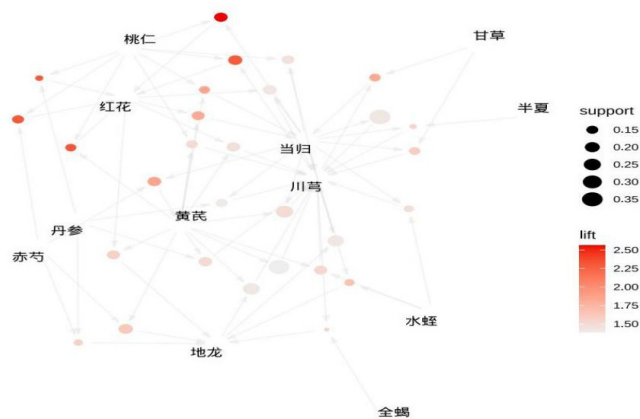 桃仁
甘草
红花
半夏
当归
川芎
黄芪
丹参
赤芍
水蛭
地龙
全蝎
support
0.15
0.20
0.25
0.30
0.35
lift
2.50
2.25
2.00
1.75
1.50